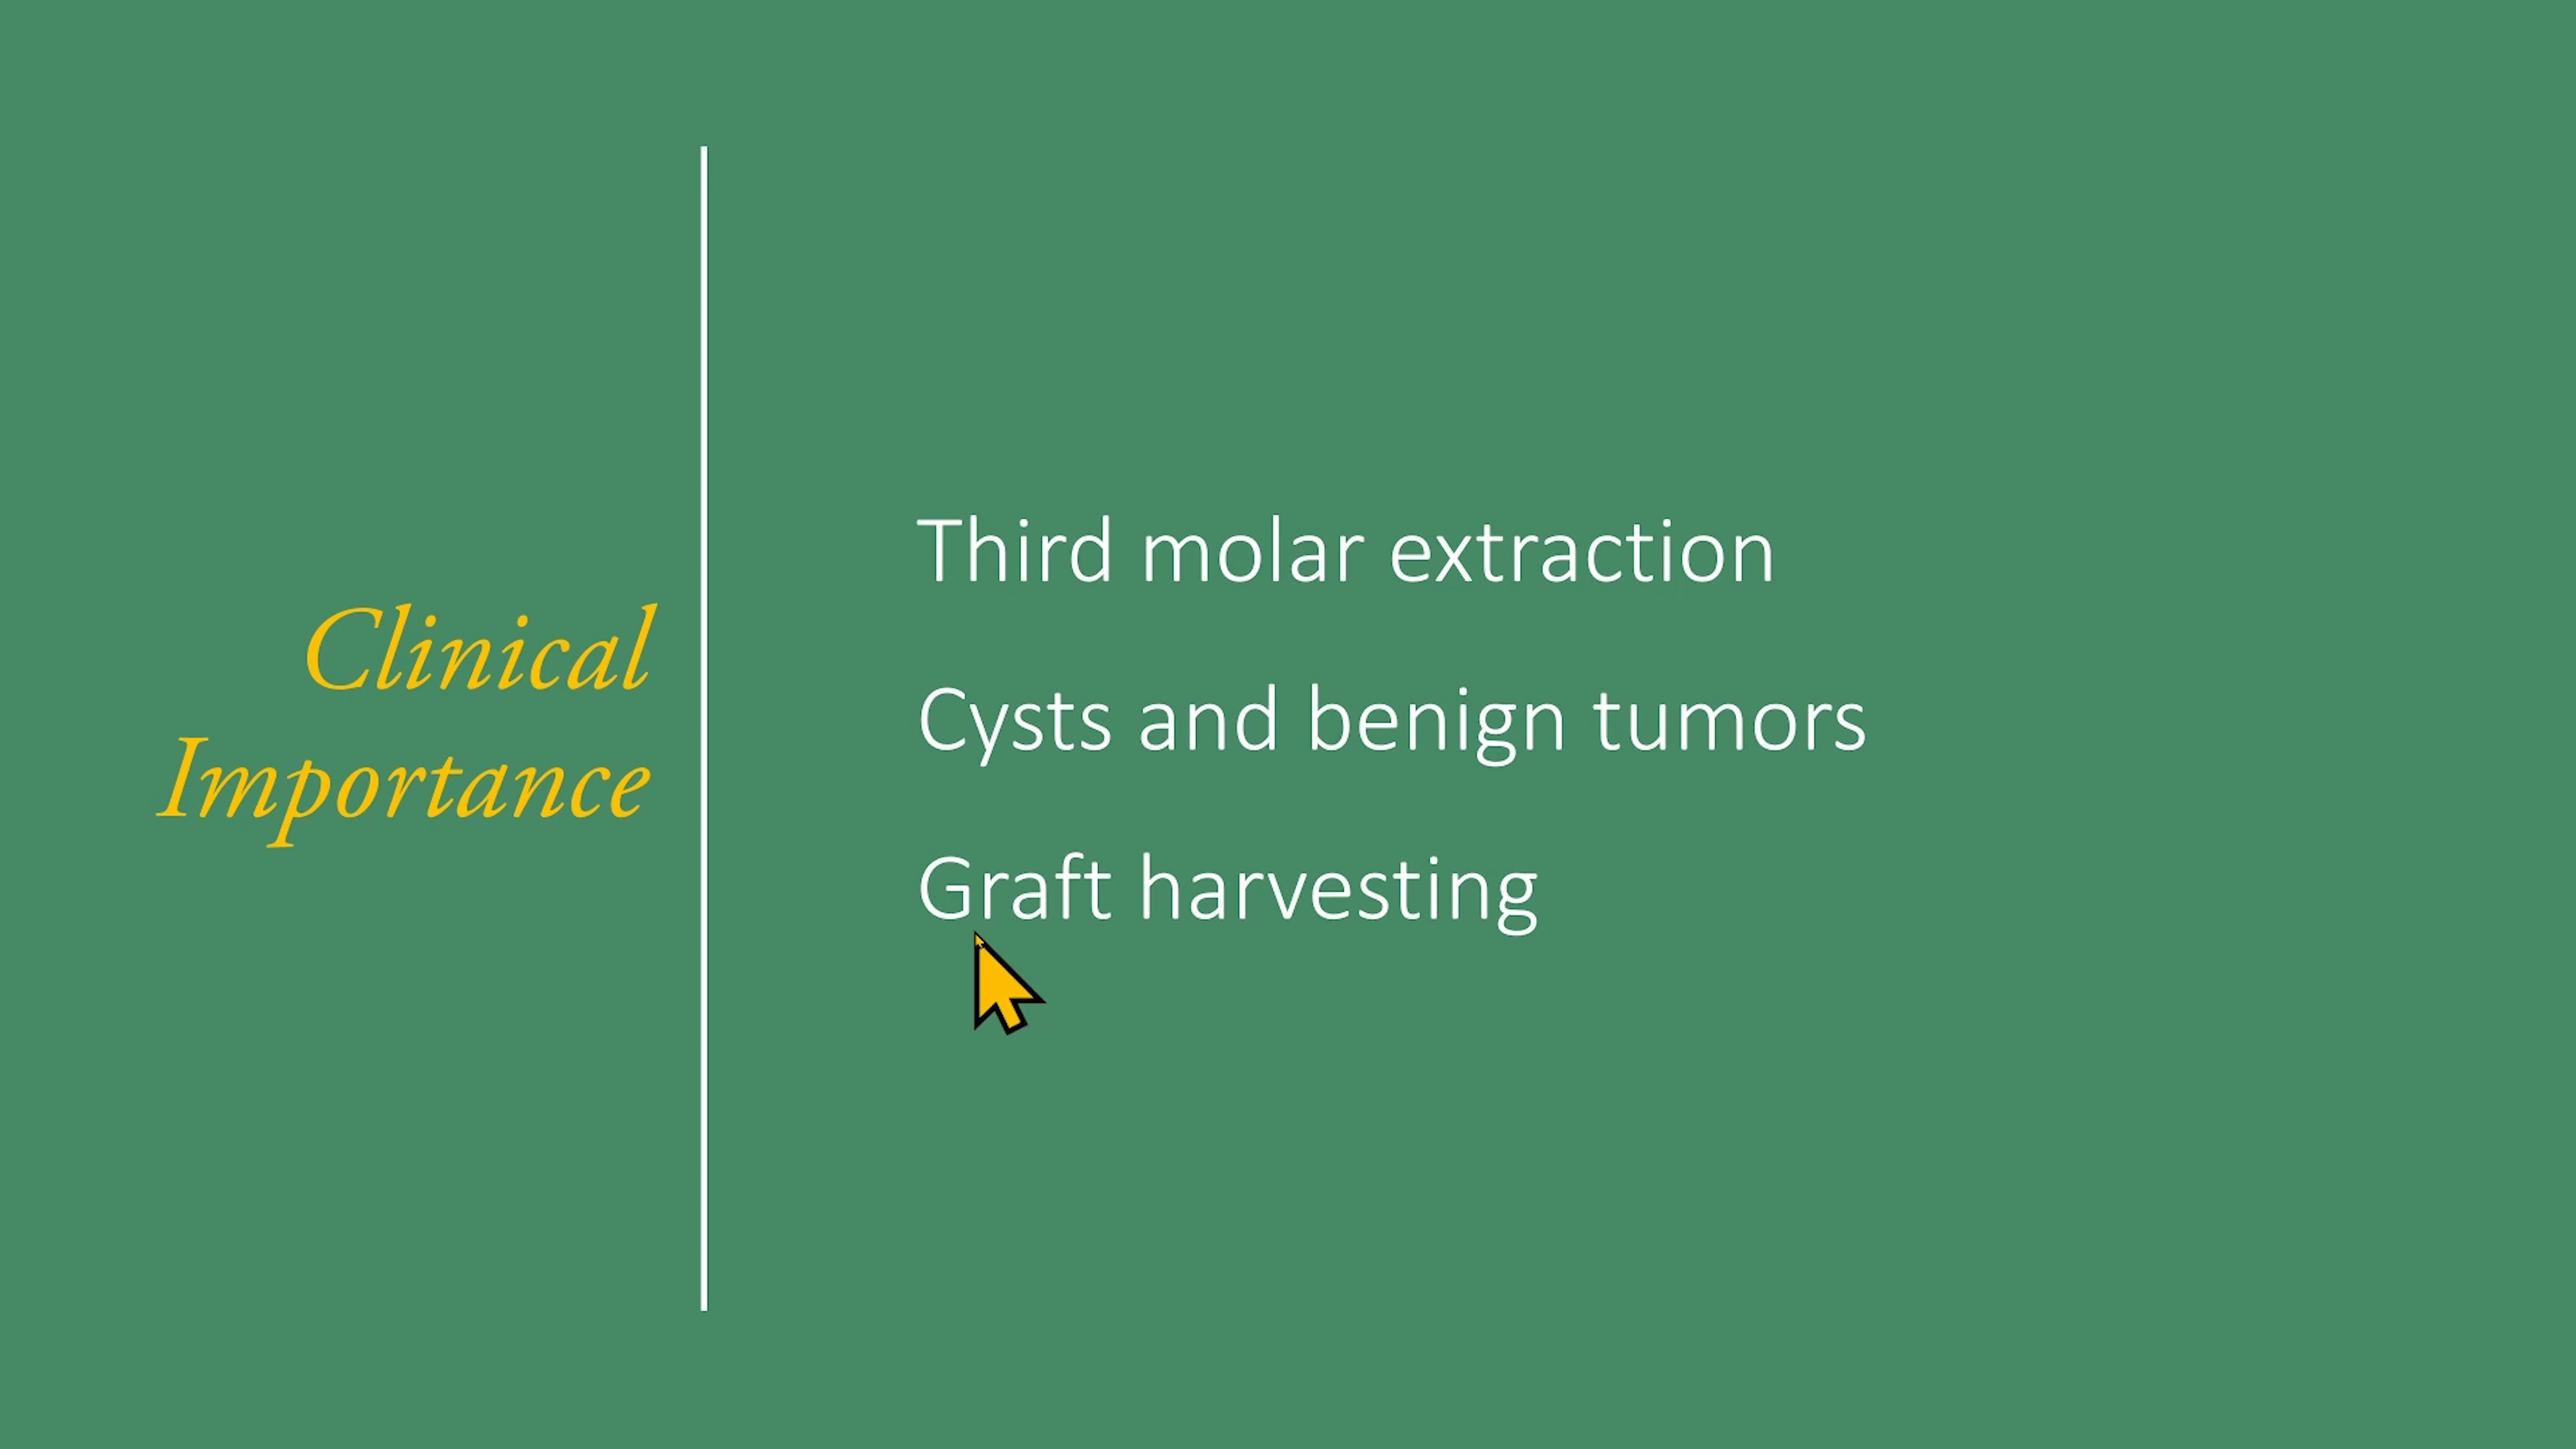 Clinical
Importance
Third molar extraction
Cysts and benign tumors
Graft harvesting